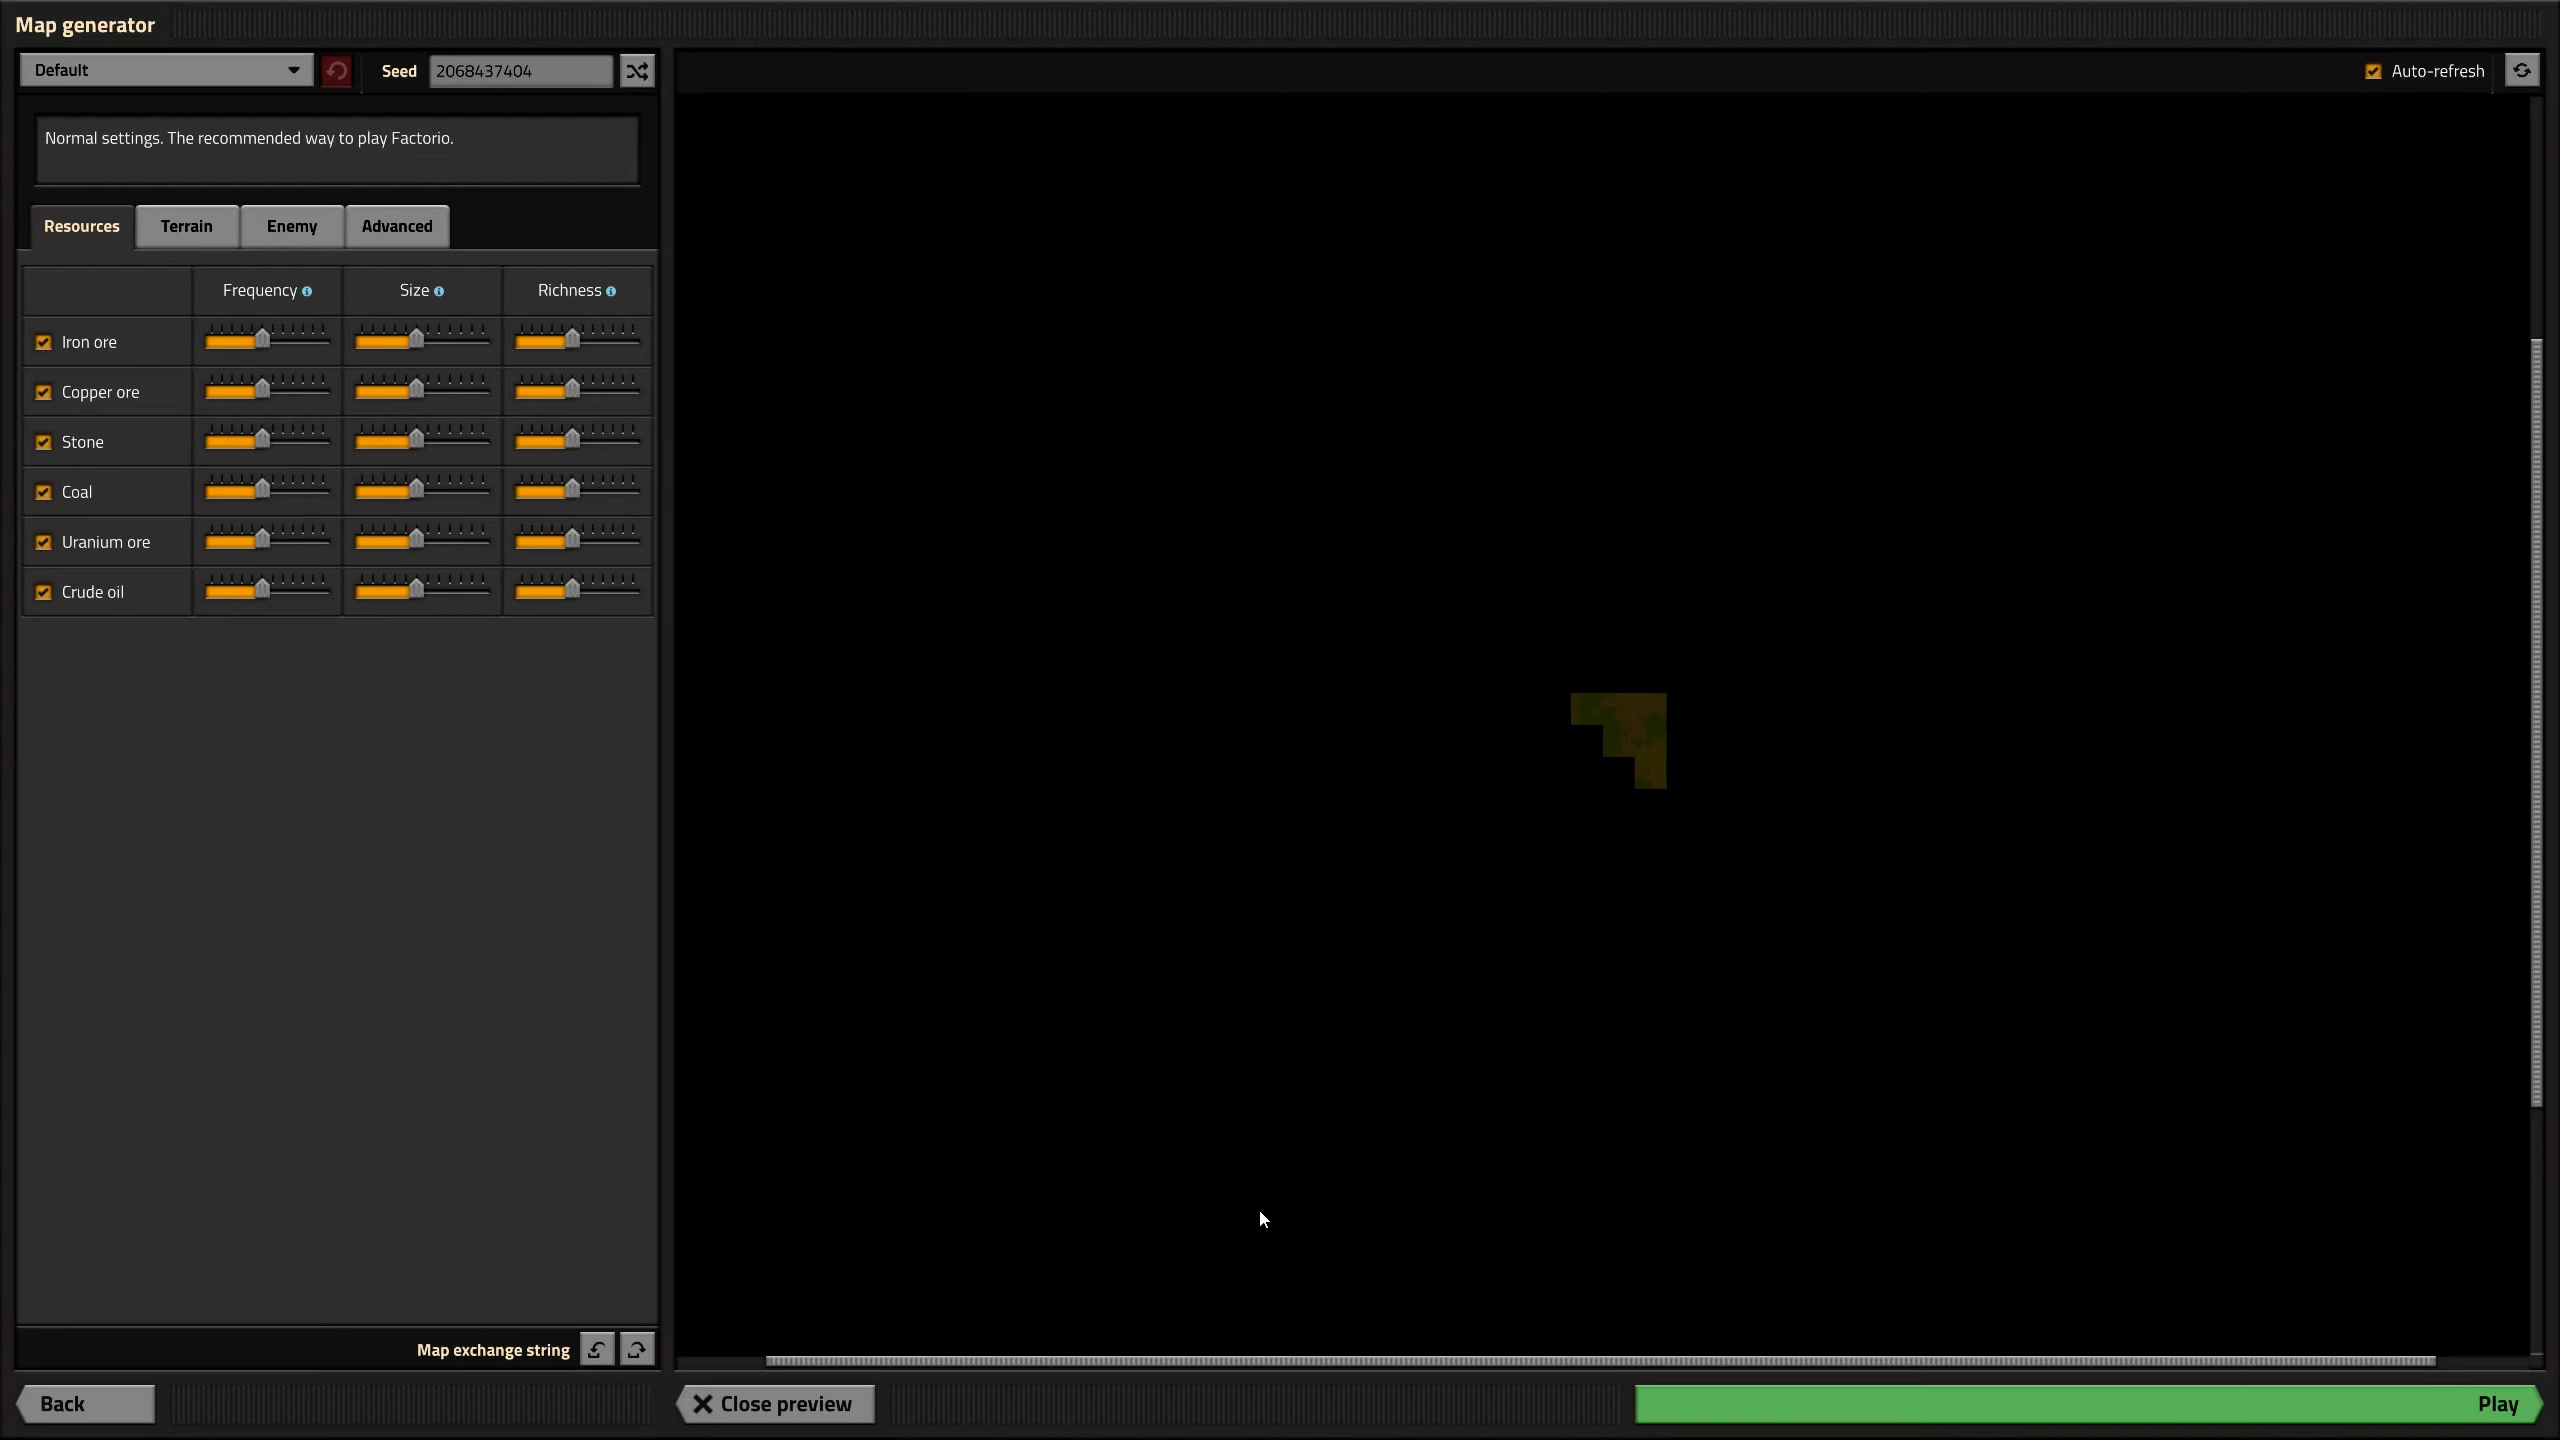 Map generator
Default
Seed
2068437404
Auto-refresh
Normal settings. The recommended way to play Factorio.
Resources
Terrain
Enemy
Advanced
Frequency
Size
Richness
Iron ore
Copper ore
Stone
Coal
Uranium ore
Crude oil
Map exchange string
Back
Close preview
Play